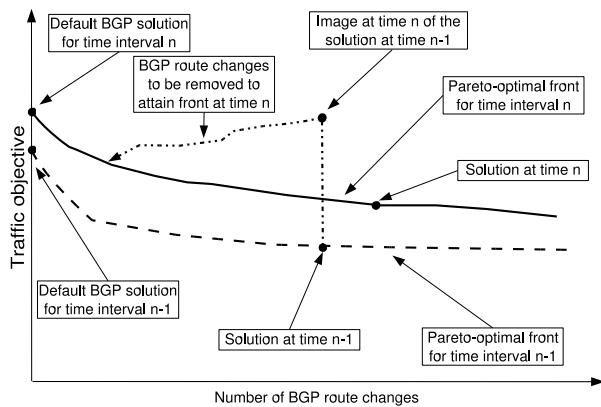 Default BGP solution
for time interval n
Image at time n of the
solution at time n-1
BGP route changes
to be removed to
attain front at time n
Pareto-optimal front
for time interval n
Solution at time n
Traffic objective
Default BGP solution
for time interval n-1
Solution at time n-1
Pareto-optimal front
for time interval n-1
Number of BGP route changes